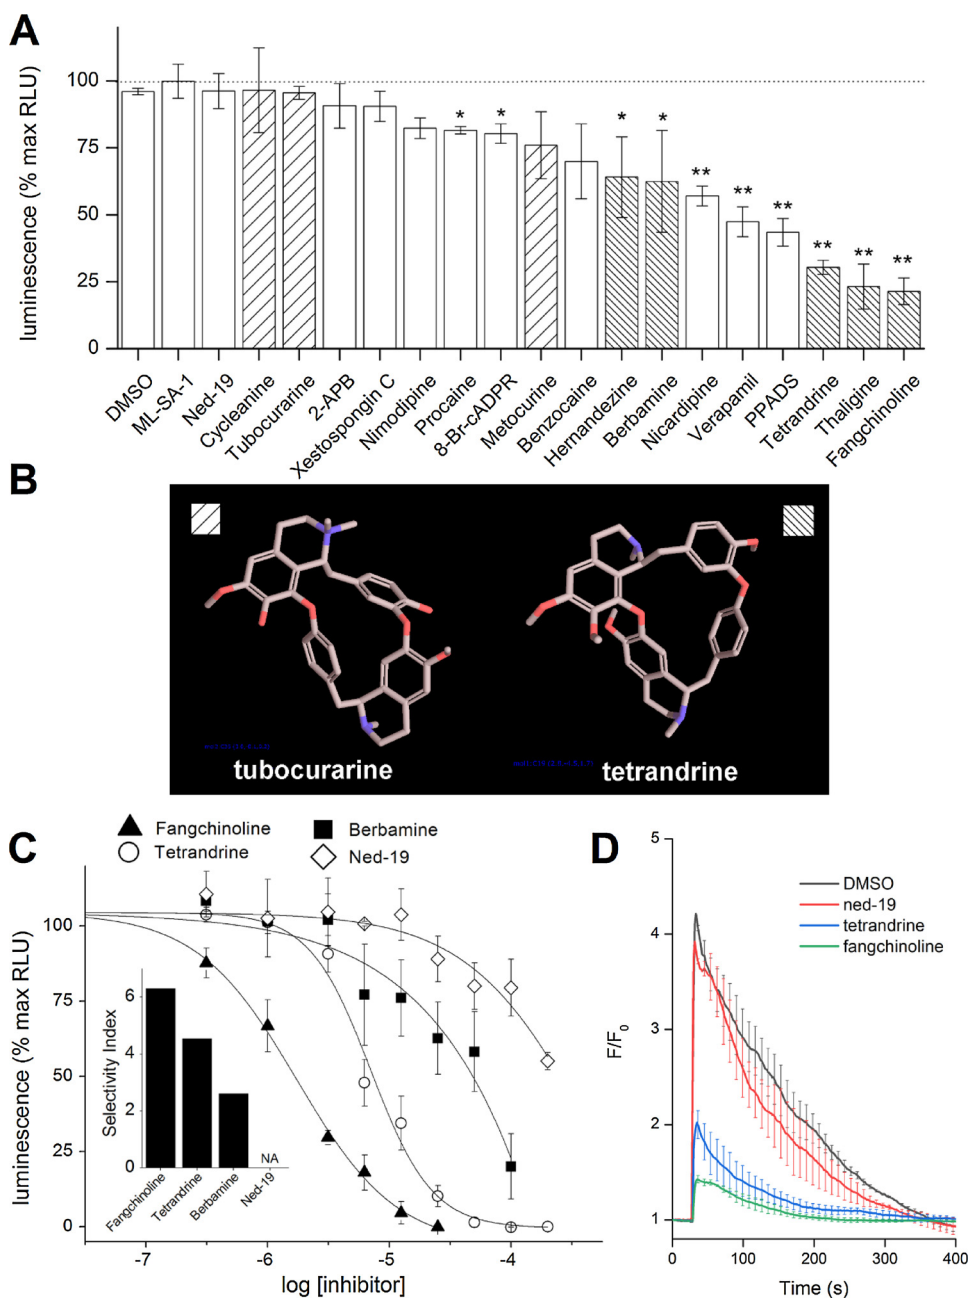 A
luminescence (% max RLU)
100
75
50
25
0
* * * * ** ** ** ** ** **
DMSO
ML-SA-1
Ned-19
Cycleanine
Tubocurarine
2-APB
Xestospongin C
Nimodipine
Procaine
8-Br-cADPR
Metocurine
Benzocaine
Hernandezine
Berbamine
Nicardipine
Verapamil
PPADS
Tetrandrine
Thaligine
Fangchinoline
B
tubocurarine
tetrandrine
C
Fangchinoline
Tetrandrine
Berbamine
Ned-19
luminescence (% max RLU)
100
75
50
25
0
-7 -6 -5 -4
log [inhibitor]
Selectivity Index
6
4
2
0
NA
Fangchinoline
Tetrandrine
Berbamine
Ned-19
D
DMSO
ned-19
tetrandrine
fangchinoline
F/F0
5
4
3
2
1
0 100 200 300 400
Time (s)